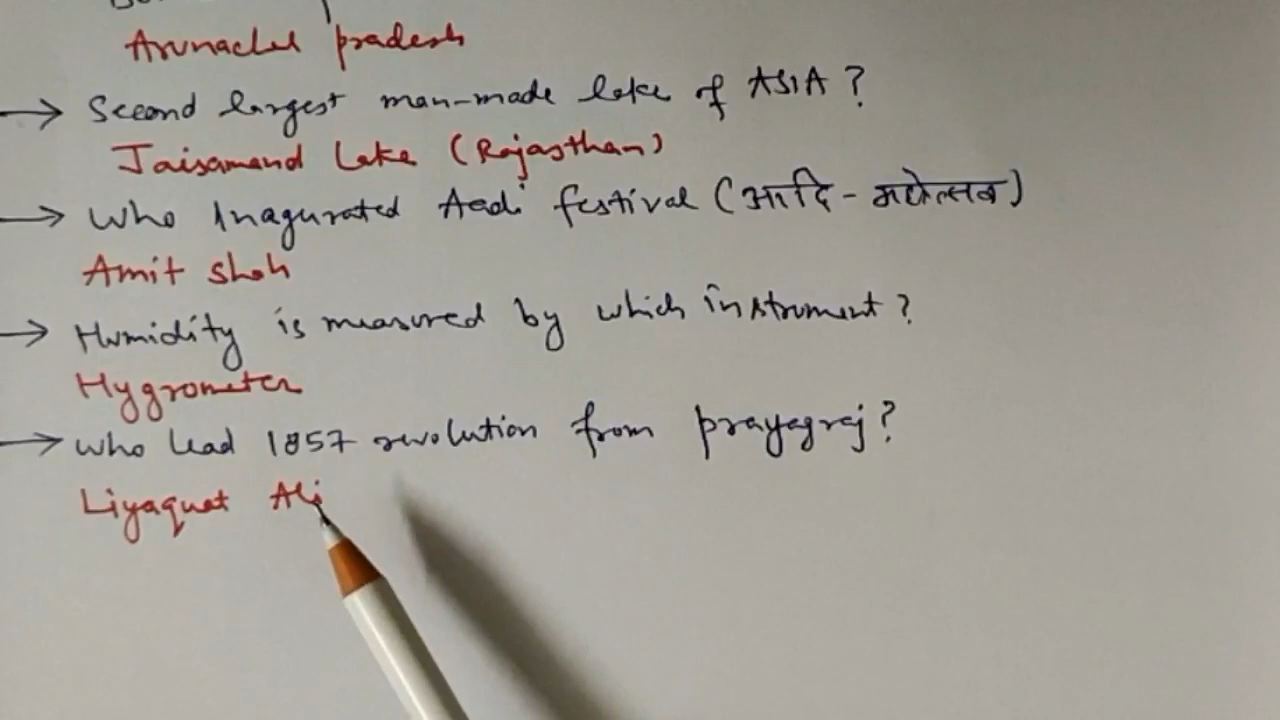 Arunachal pradesh
→ Second largest man-made lake of ASIA?
Jaisamand Lake (Rajasthan)
→ Who Inagurated Aadi festival (आदि-महोत्सव)
Amit Shah
→ Humidity is measured by which instrument?
Hygrometer
→ Who lead 1857 revolution from prayagraj?
Liyaquat Ali